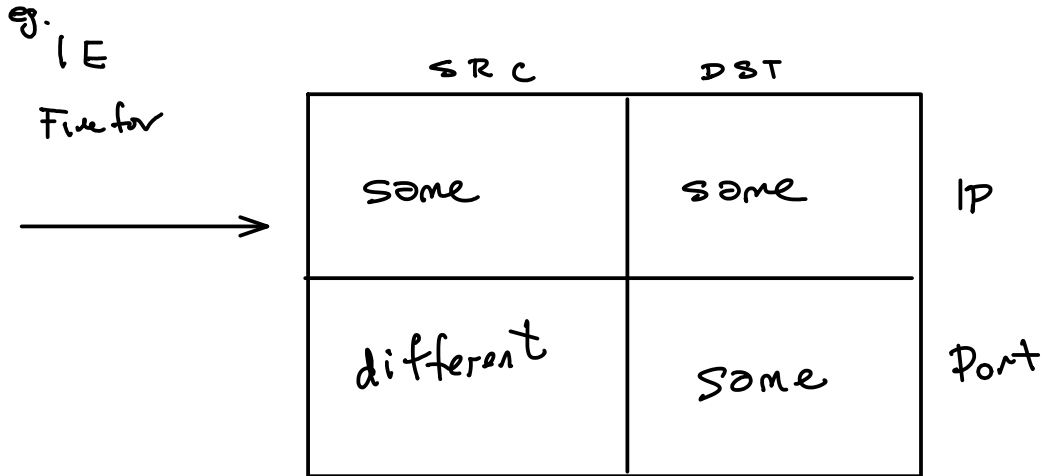 eg.
IE
Firefox
SRC DST
same same IP
different same Port